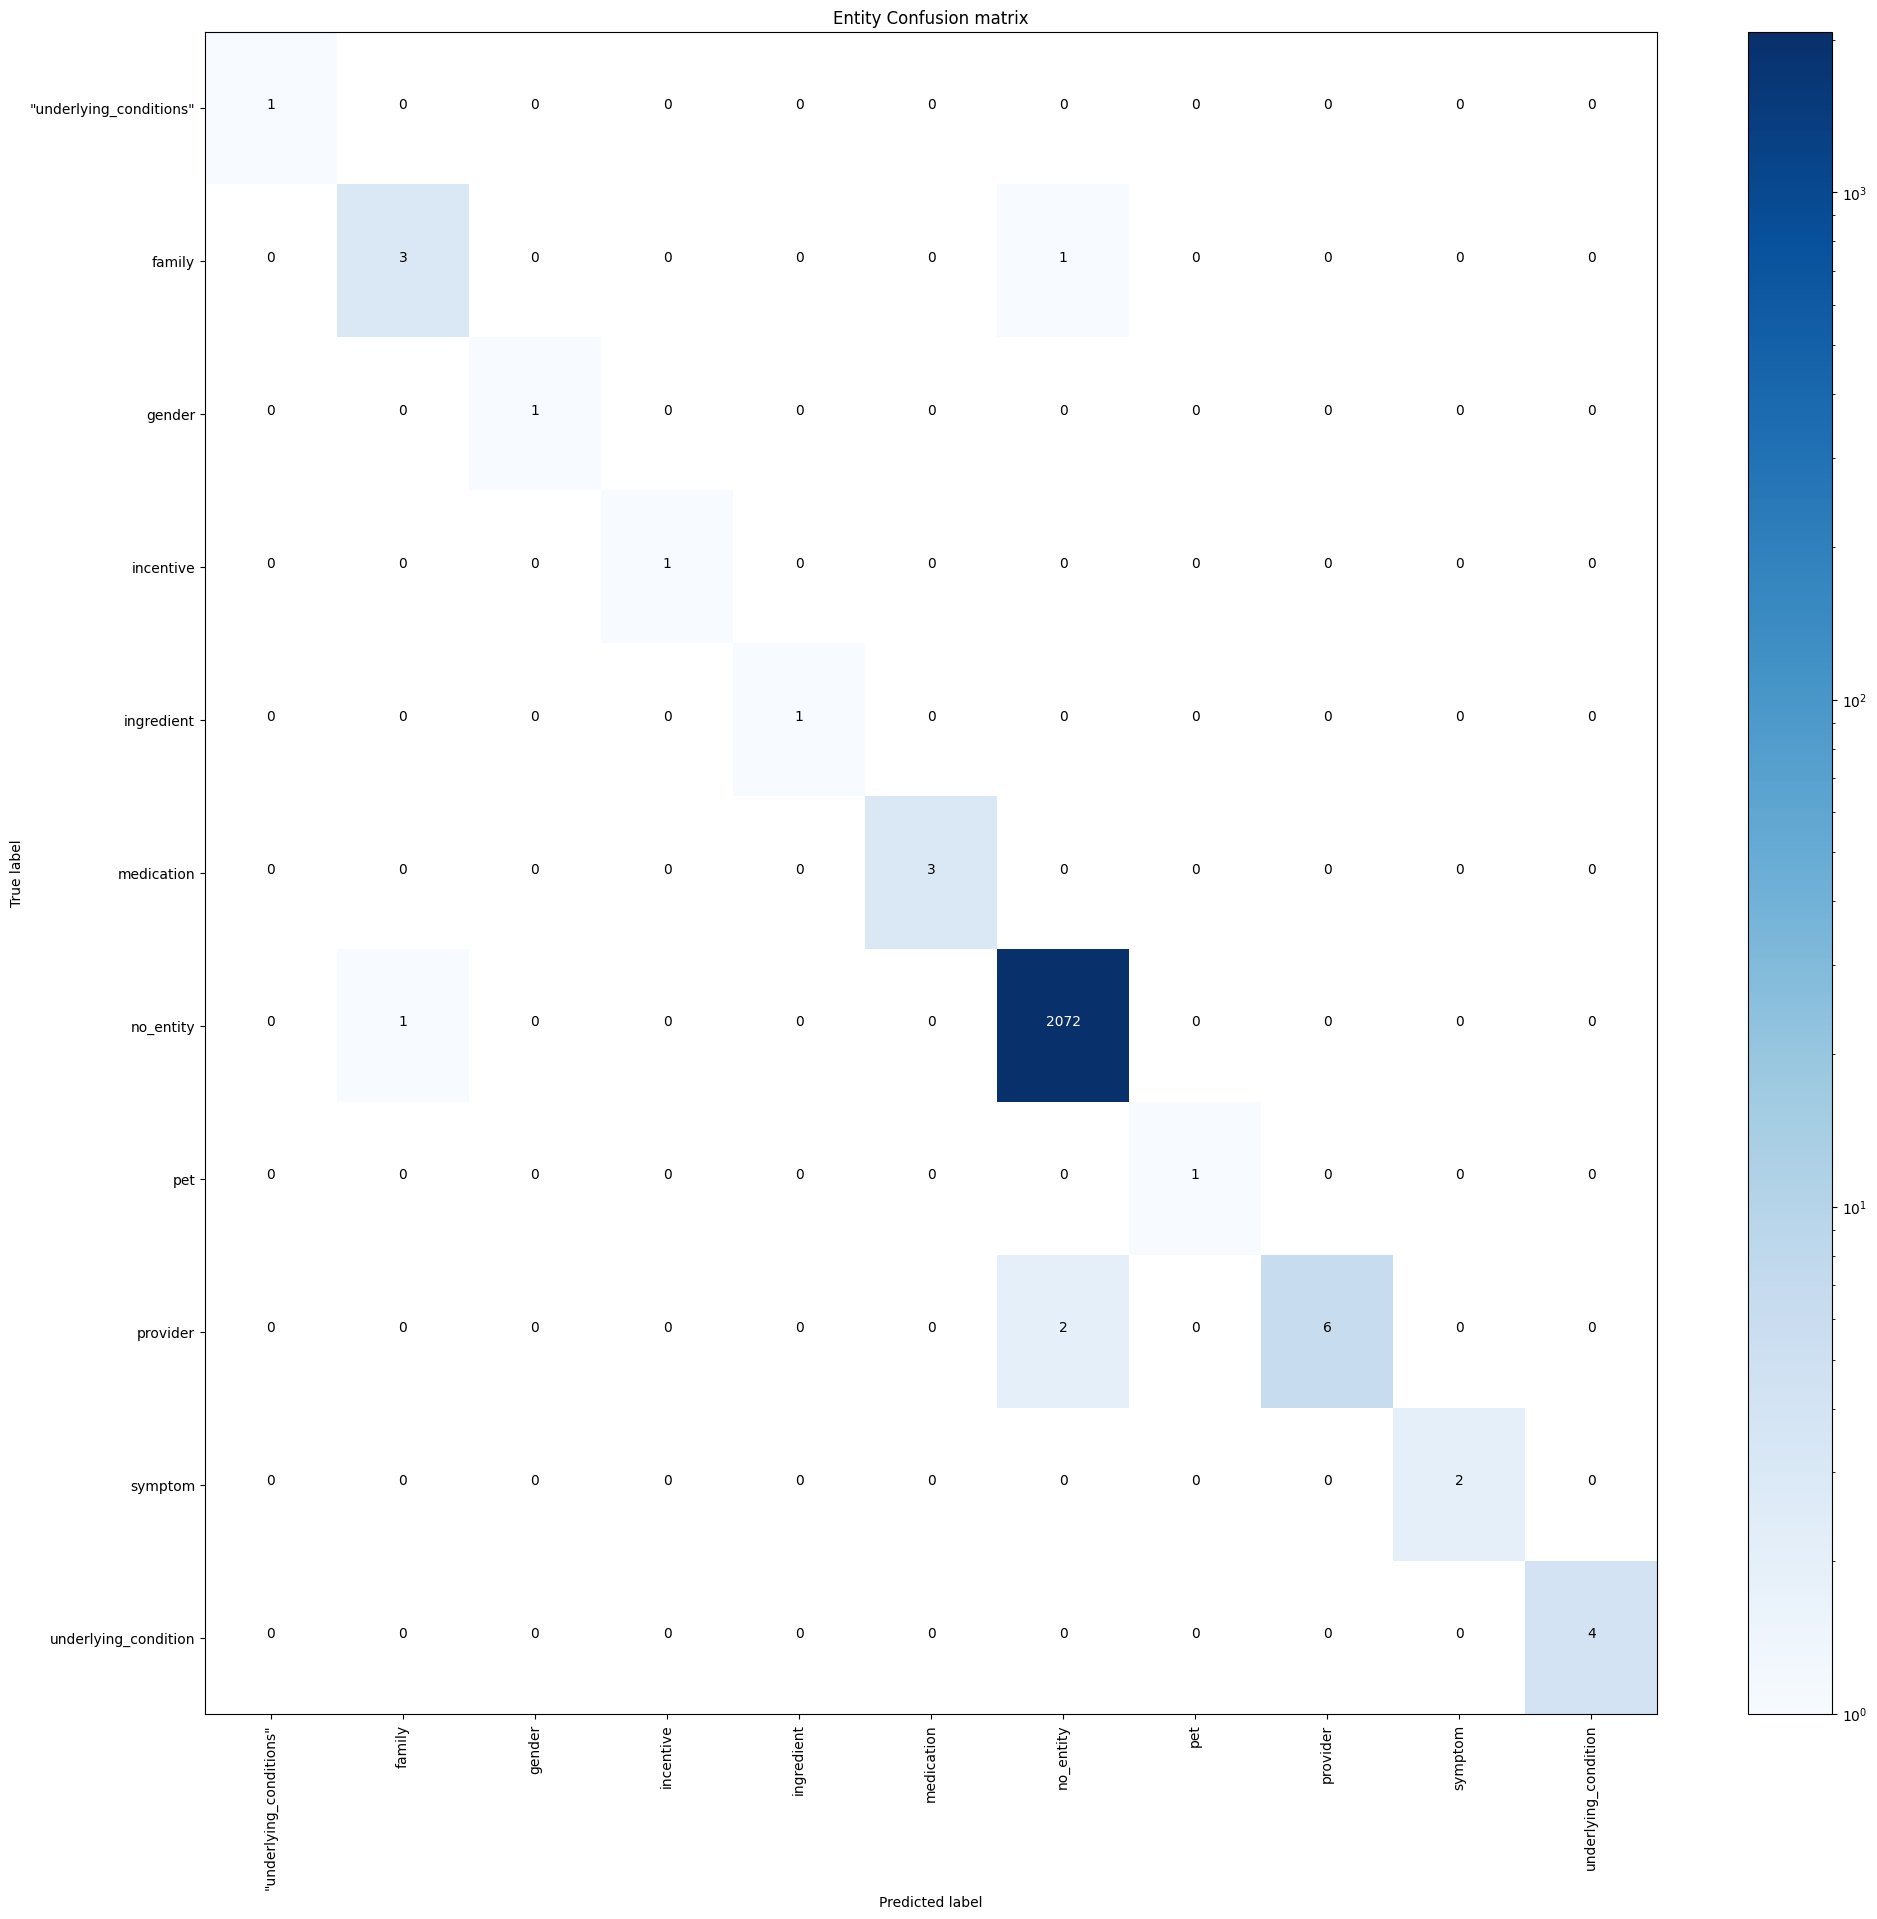 Entity Confusion matrix
"underlying_conditions" 1 0 0 0 0 0 0 0 0 0 0
family 0 3 0 0 0 0 1 0 0 0 0
gender 0 0 1 0 0 0 0 0 0 0 0
incentive 0 0 0 1 0 0 0 0 0 0 0
ingredient 0 0 0 0 1 0 0 0 0 0 0
medication 0 0 0 0 0 3 0 0 0 0 0
no_entity 0 1 0 0 0 0 2072 0 0 0 0
pet 0 0 0 0 0 0 0 1 0 0 0
provider 0 0 0 0 0 0 2 0 6 0 0
symptom 0 0 0 0 0 0 0 0 0 2 0
underlying_condition 0 0 0 0 0 0 0 0 0 0 4
True label
"underlying_conditions"
family
gender
incentive
ingredient
medication
no_entity
pet
provider
symptom
underlying_condition
Predicted label
10³
10²
10¹
10⁰